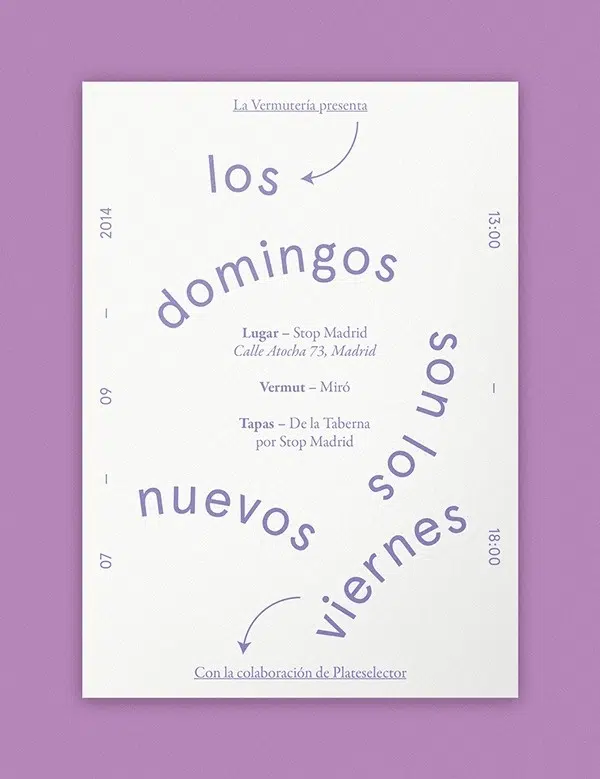 La Vermutería presenta
los
domingos
son los
nuevos
viernes
Lugar – Stop Madrid
Calle Atocha 73, Madrid
Vermut – Miró
Tapas – De la Taberna
por Stop Madrid
2014 — 09 — 07
13:00 — 18:00
Con la colaboración de Plateselector